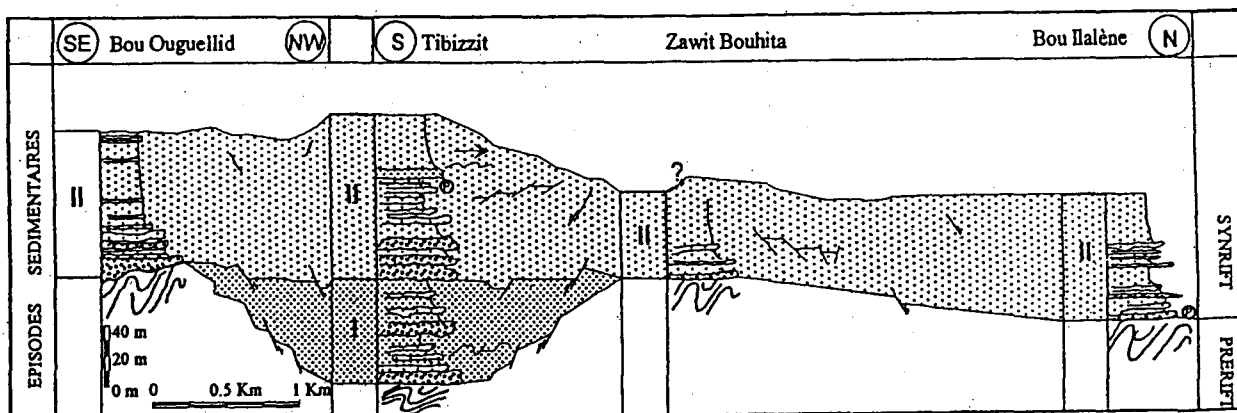 SE Bou Ouguellid NW S Tibizzit Zawit Bouhita Bou Ilalène N
EPISODES SEDIMENTAIRES
II
II
I
II
?
II
P
P
40 m
20 m
0 m
0 0.5 Km 1 Km
SYNRIFT
PRERIFT